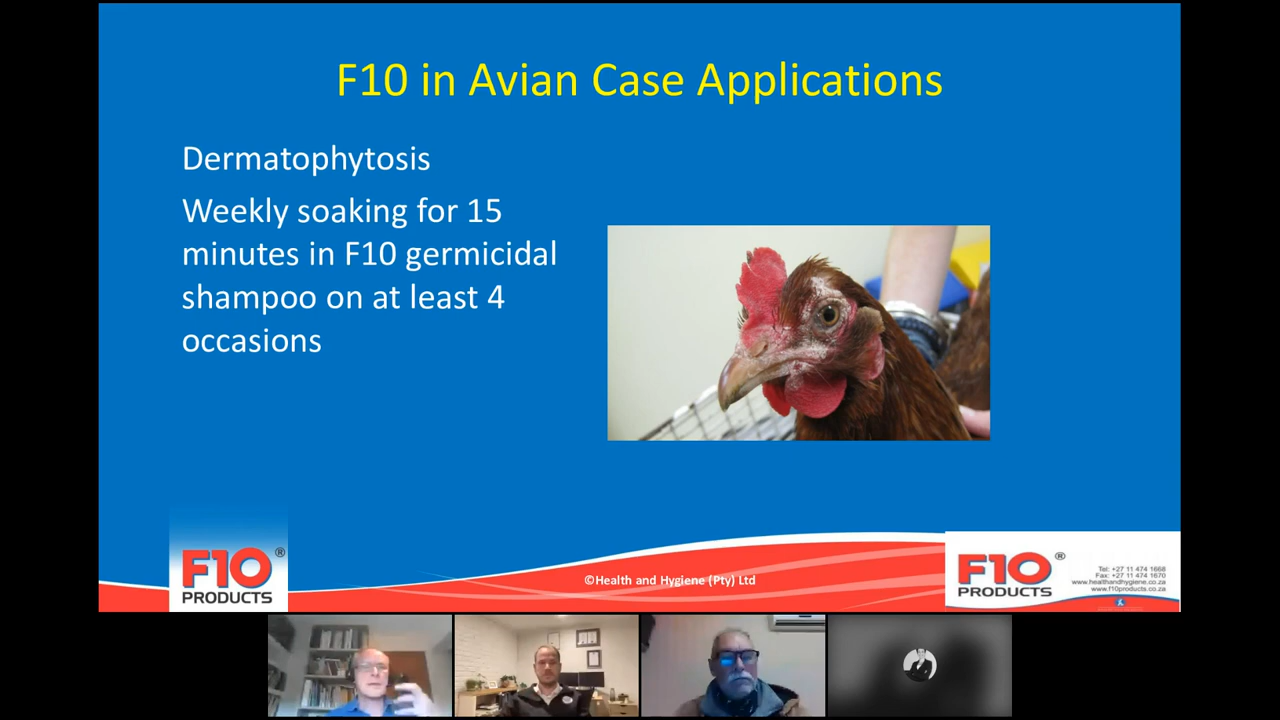 F10 in Avian Case Applications
Dermatophytosis
Weekly soaking for 15
minutes in F10 germicidal
shampoo on at least 4
occasions
F10®
PRODUCTS
©Health and Hygiene (Pty) Ltd
F10®
PRODUCTS
Tel: +27 11 474 1668
Fax: +27 11 474 1670
www.healthandhygiene.co.za
www.f10products.co.za